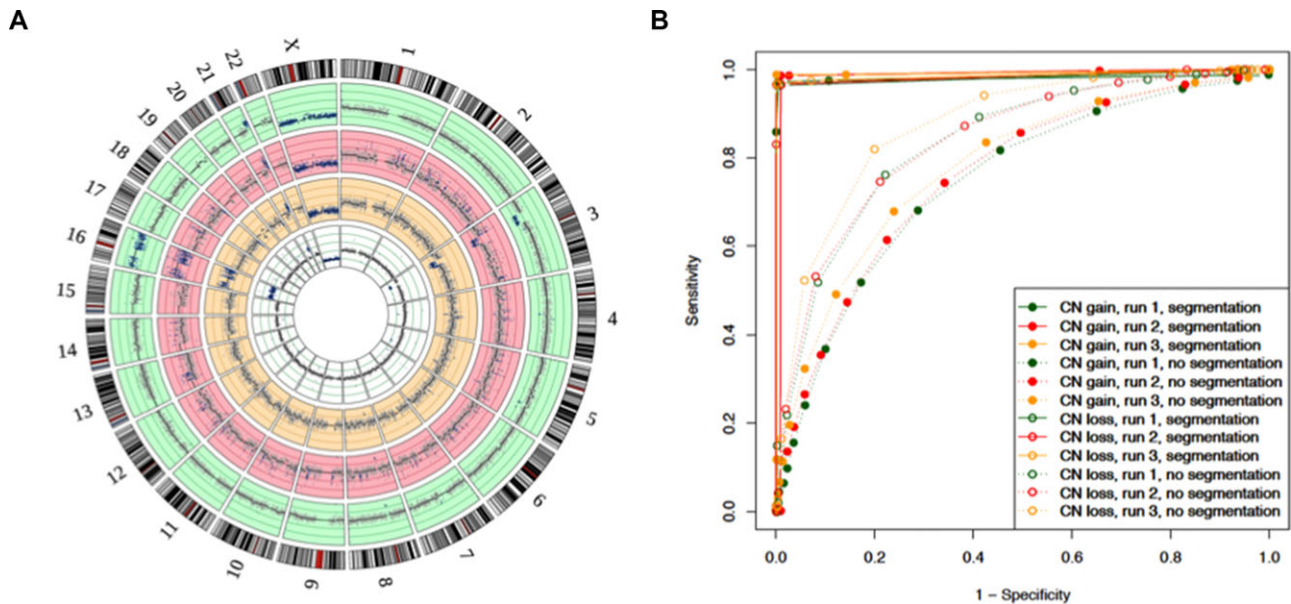 A
X
1
2
3
4
5
6
7
8
9
10
11
12
13
14
15
16
17
18
19
20
21
22
B
Sensitivity
1.0
0.8
0.6
0.4
0.2
0.0
CN gain, run 1, segmentation
CN gain, run 2, segmentation
CN gain, run 3, segmentation
CN gain, run 1, no segmentation
CN gain, run 2, no segmentation
CN gain, run 3, no segmentation
CN loss, run 1, segmentation
CN loss, run 2, segmentation
CN loss, run 3, segmentation
CN loss, run 1, no segmentation
CN loss, run 2, no segmentation
CN loss, run 3, no segmentation
0.0 0.2 0.4 0.6 0.8 1.0
1 − Specificity